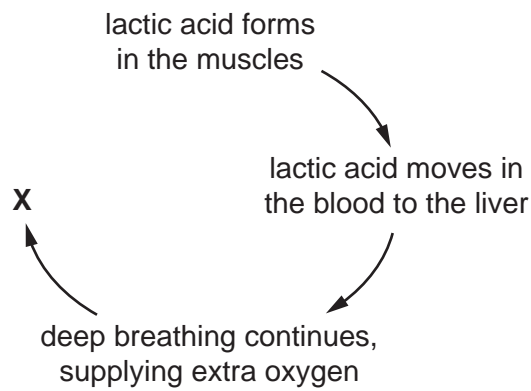 lactic acid forms
in the muscles
lactic acid moves in
the blood to the liver
deep breathing continues,
supplying extra oxygen
X